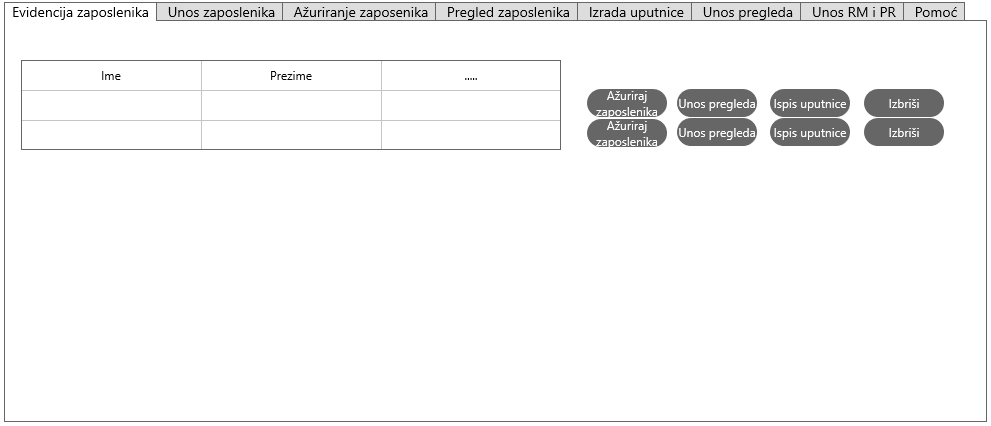 Evidencija zaposlenika Unos zaposlenika Ažuriranje zaposenika Pregled zaposlenika Izrada uputnice Unos pregleda Unos RM i PR Pomoć
Ime Prezime .....
Ažuriraj
zaposlenika Unos pregleda Ispis uputnice Izbriši
Ažuriraj
zaposlenika Unos pregleda Ispis uputnice Izbriši